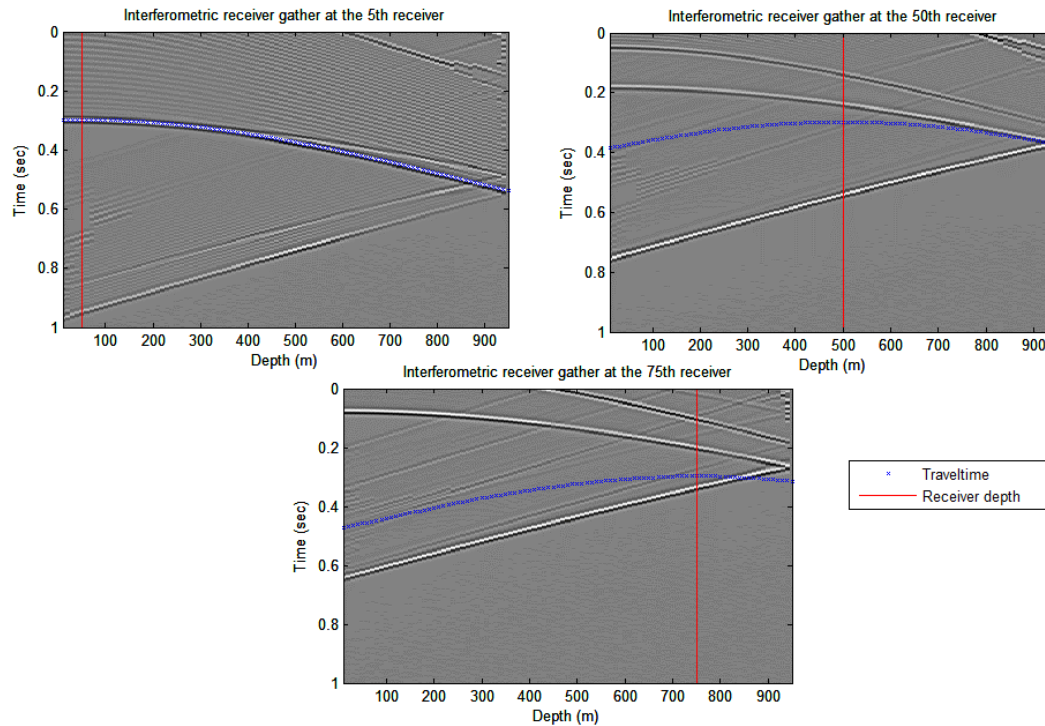 Interferometric receiver gather at the 5th receiver
0
0.2
0.4
0.6
0.8
1
Time (sec)
100 200 300 400 500 600 700 800 900
Depth (m)
Interferometric receiver gather at the 50th receiver
0
0.2
0.4
0.6
0.8
1
Time (sec)
100 200 300 400 500 600 700 800 900
Depth (m)
Interferometric receiver gather at the 75th receiver
0
0.2
0.4
0.6
0.8
1
Time (sec)
100 200 300 400 500 600 700 800 900
Depth (m)
Traveltime
Receiver depth